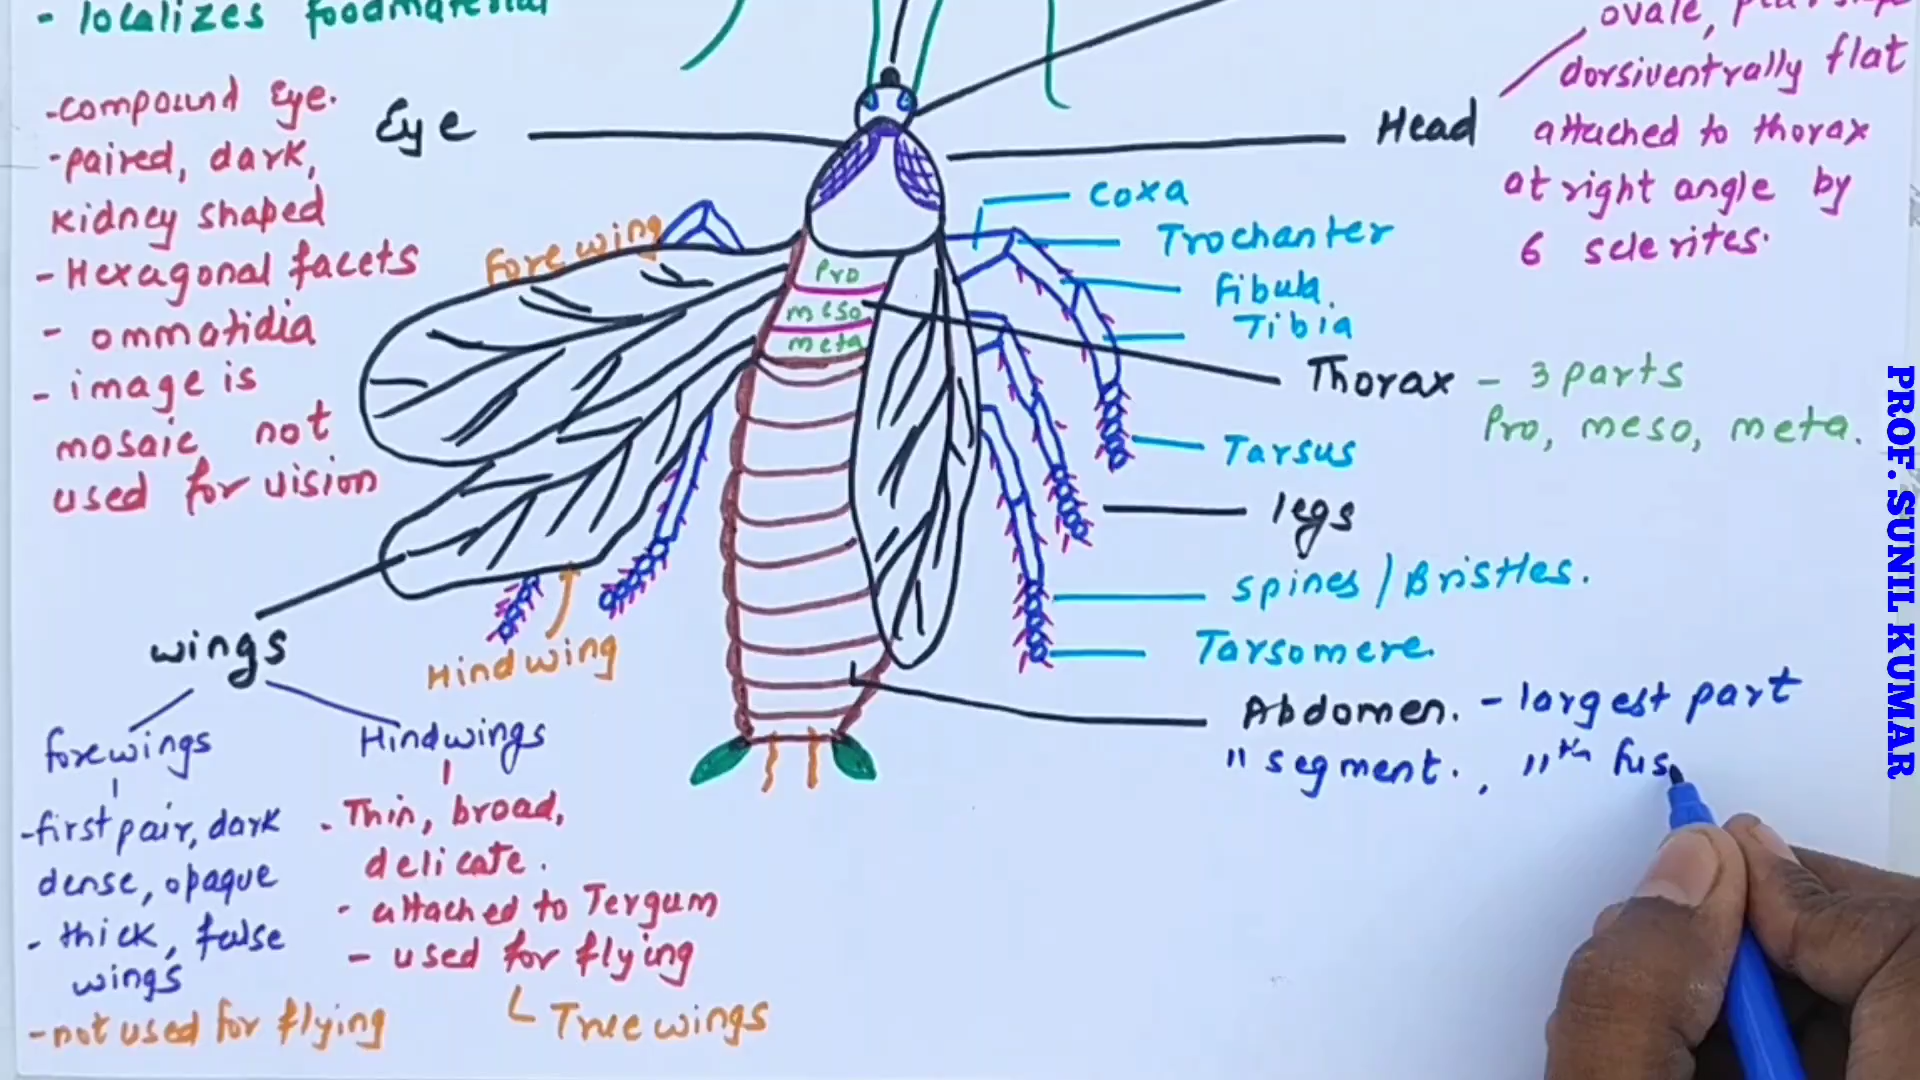 - localizes food material
-compound Eye.
-paired, dark,
kidney shaped
- Hexagonal facets
- ommatidia
- image is
mosaic, not
used for vision
Eye
Forewing
Pro
meso
meta
Hindwing
wings
forewings
-first pair, dark
dense, opaque
- thick, false
wings
-not used for flying
Hindwings
- Thin, broad,
delicate.
- attached to Tergum
- used for flying
True wings
ovale,
dorsiventrally flat
Head
attached to thorax
at right angle by
6 sclerites.
coxa
Trochanter
Fibula.
Tibia
Thorax - 3 parts
Pro, meso, meta.
Tarsus
legs
spines / Bristles.
Tarsomere.
Abdomen. - largest part
11 segment. , 11th fus
PROF. SUNIL KUMAR